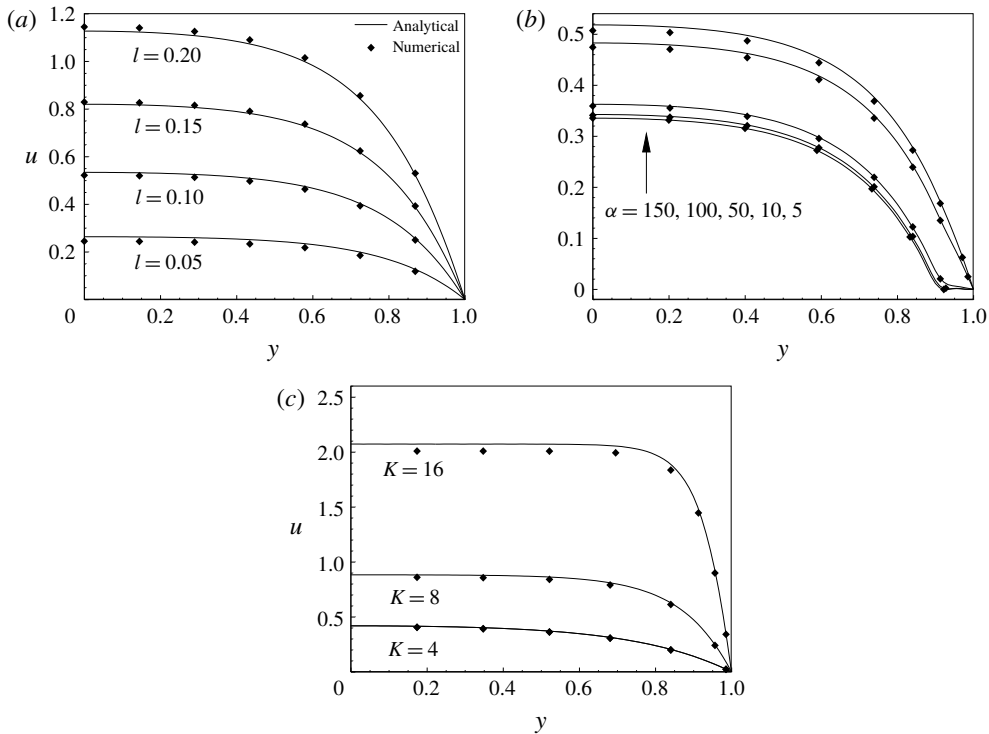 (a)
1.2
1.0
0.8
u
0.6
0.4
0.2
0
0.2
0.4
0.6
0.8
1.0
y
Analytical
Numerical
l = 0.20
l = 0.15
l = 0.10
l = 0.05
(b)
0.5
0.4
0.3
0.2
0.1
0
α = 150, 100, 50, 10, 5
0
0.2
0.4
0.6
0.8
1.0
y
(c)
2.5
2.0
1.5
u
1.0
0.5
K = 16
K = 8
K = 4
0
0.2
0.4
0.6
0.8
1.0
y